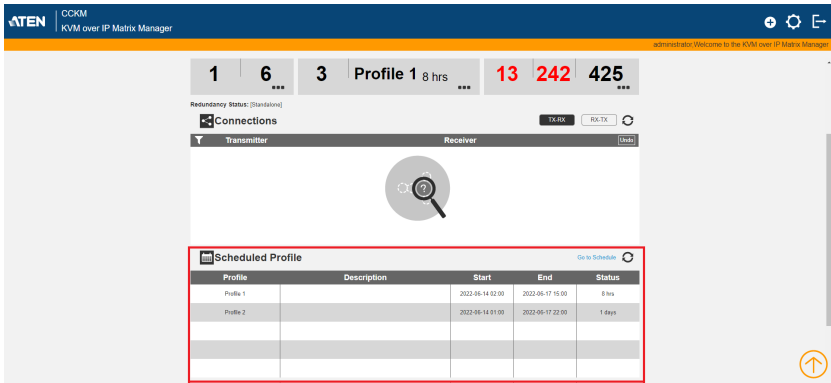 ATEN
CCKM
KVM over IP Matrix Manager
administrator,Welcome to the KVM over IP Matrix Manager
1 6 3 Profile 1 8 hrs 13 242 425
Redundancy Status: [Standalone]
Connections TX-RX RX-TX
Transmitter Receiver Undo
?
Scheduled Profile Go to Schedule
Profile Description Start End Status
Profile 1 2022-06-14 02:00 2022-06-17 15:00 8 hrs
Profile 2 2022-06-14 01:00 2022-06-17 22:00 1 days